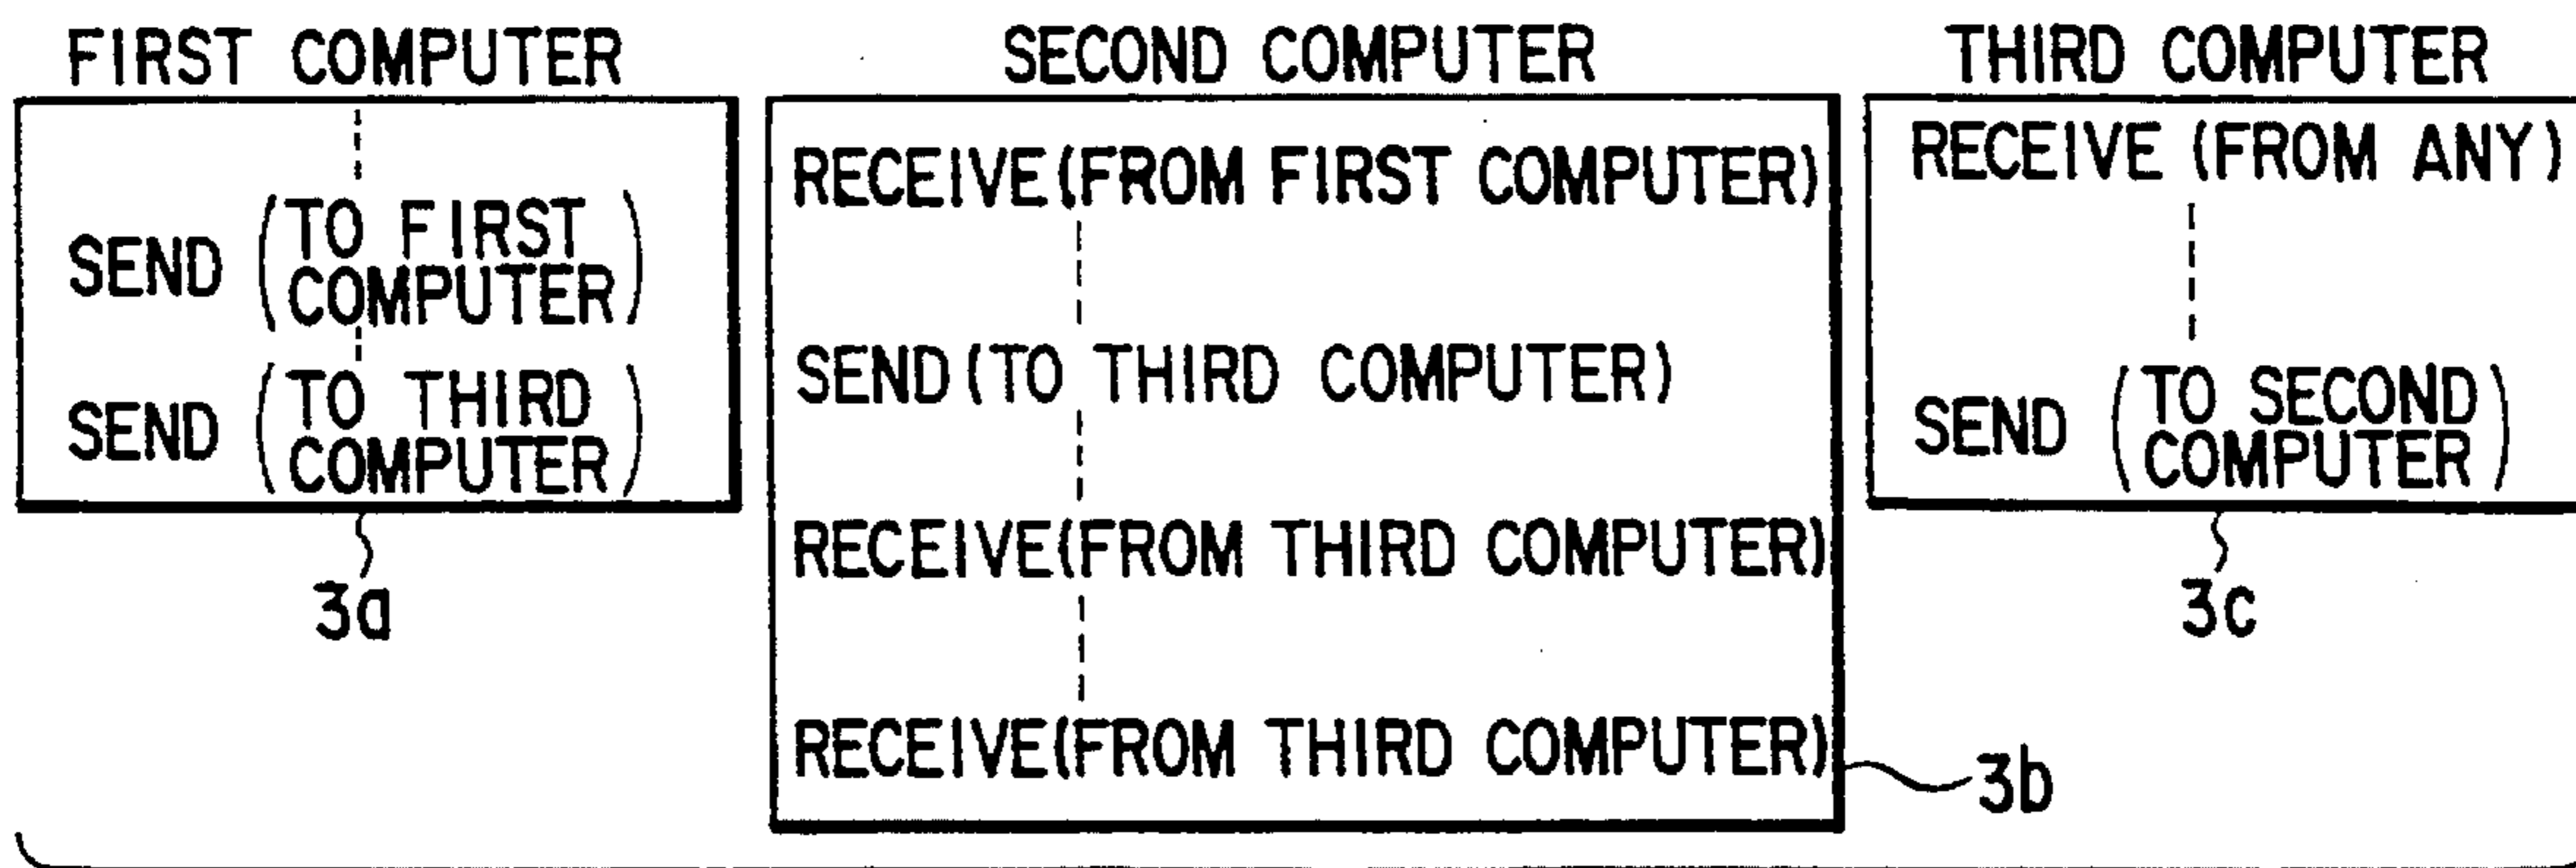 FIRST COMPUTER
SEND (TO FIRST
COMPUTER)
SEND (TO THIRD
COMPUTER)
3a
SECOND COMPUTER
RECEIVE(FROM FIRST COMPUTER)
SEND(TO THIRD COMPUTER)
RECEIVE(FROM THIRD COMPUTER)
RECEIVE(FROM THIRD COMPUTER)
3b
THIRD COMPUTER
RECEIVE (FROM ANY)
SEND (TO SECOND
COMPUTER)
3c